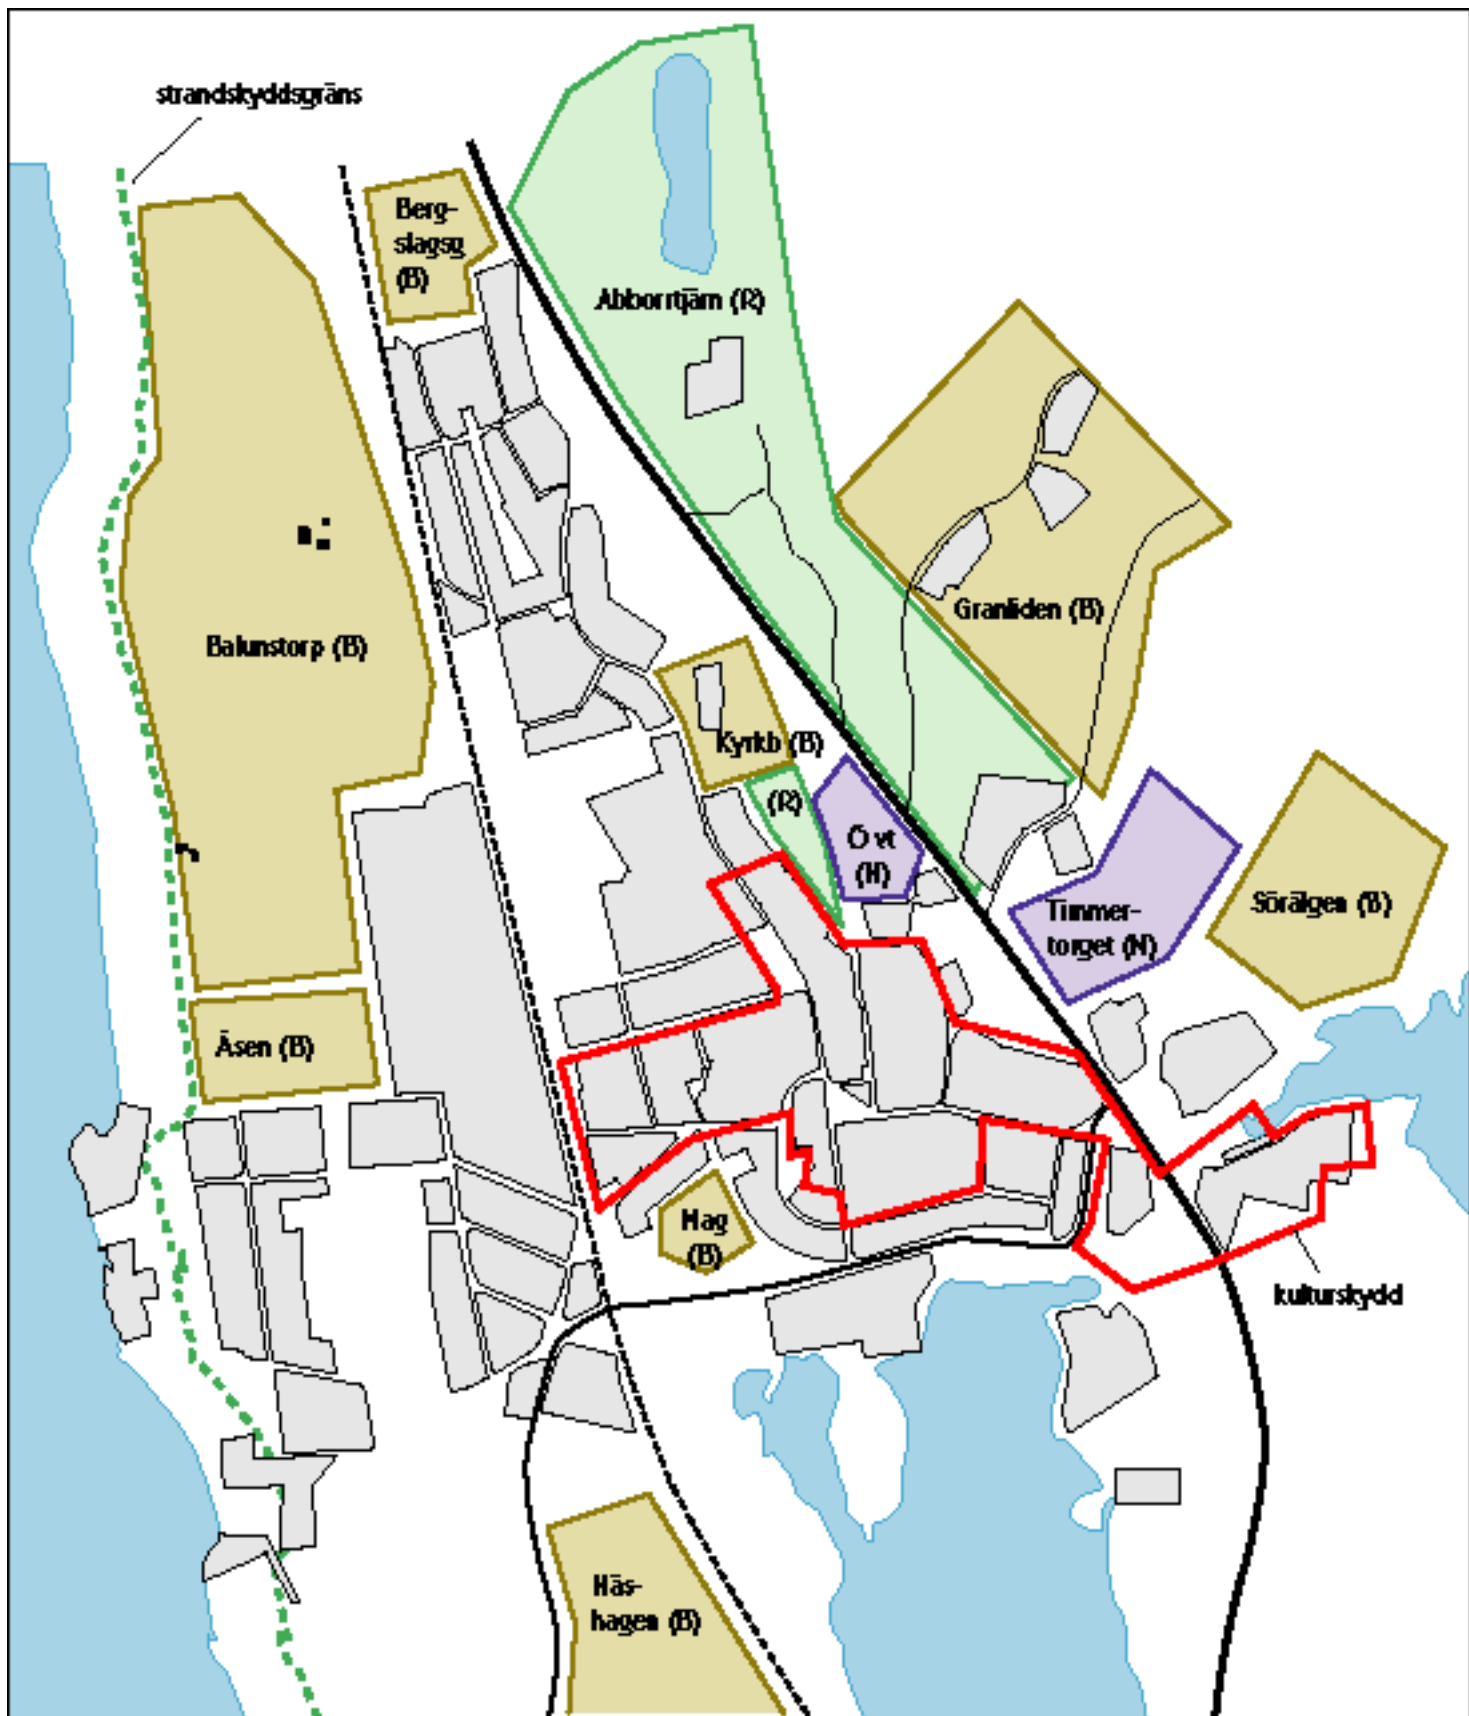 strandskyddsgräns
Berg-
slagsg
(B)
Abborrtjärn (R)
Granliden (B)
Balunstorp (B)
Kyrkb (B)
(R)
Ö vt
(N)
Timmer-
torget (N)
Sörälgen (B)
Åsen (B)
Hag
(B)
kulturskydd
Häs-
hagen (B)